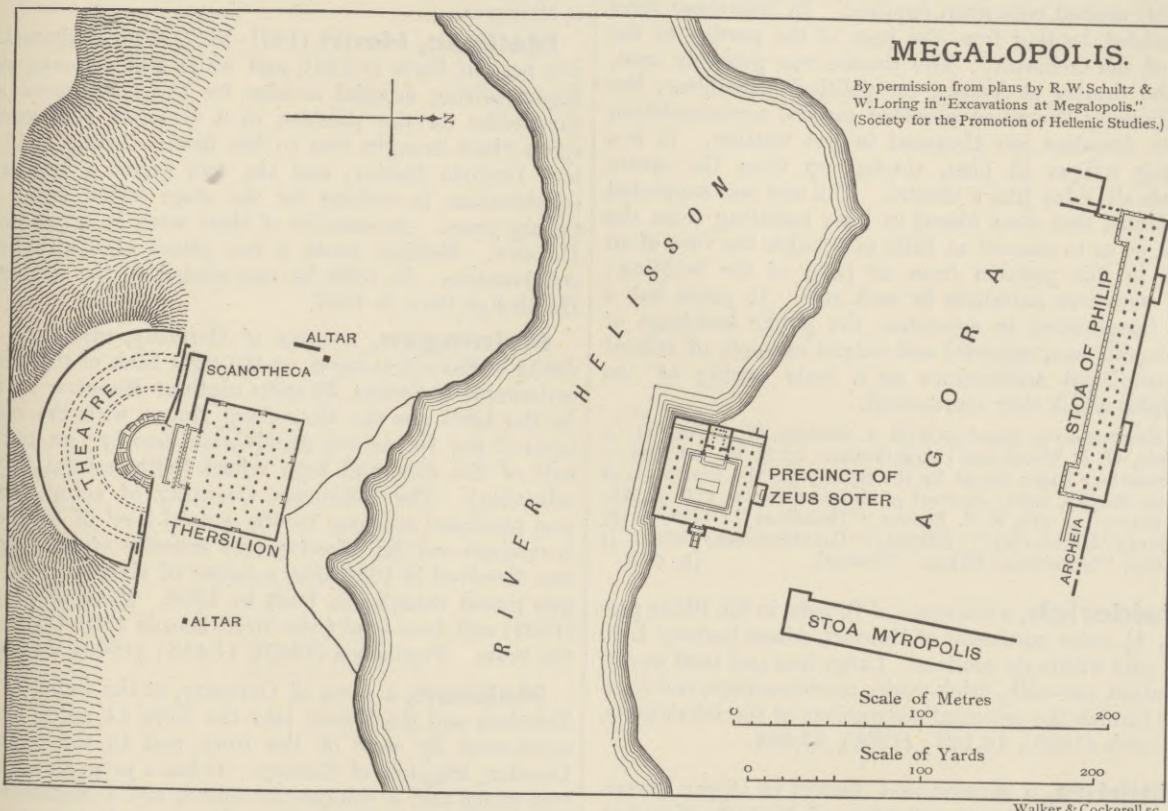 MEGALOPOLIS.
By permission from plans by R.W.Schultz &
W.Loring in "Excavations at Megalopolis."
(Society for the Promotion of Hellenic Studies.)
N
ALTAR
SCANOTHECA
THEATRE
THERSILION
ALTAR
RVER HELISSON
PRECINCT OF
ZEUS SOTER
AGORA
STOA OF PHILIP
ARCHEIA
STOA MYROPOLIS
Scale of Metres
0 100 200
Scale of Yards
0 100 200
Walker & Cockerell sc.